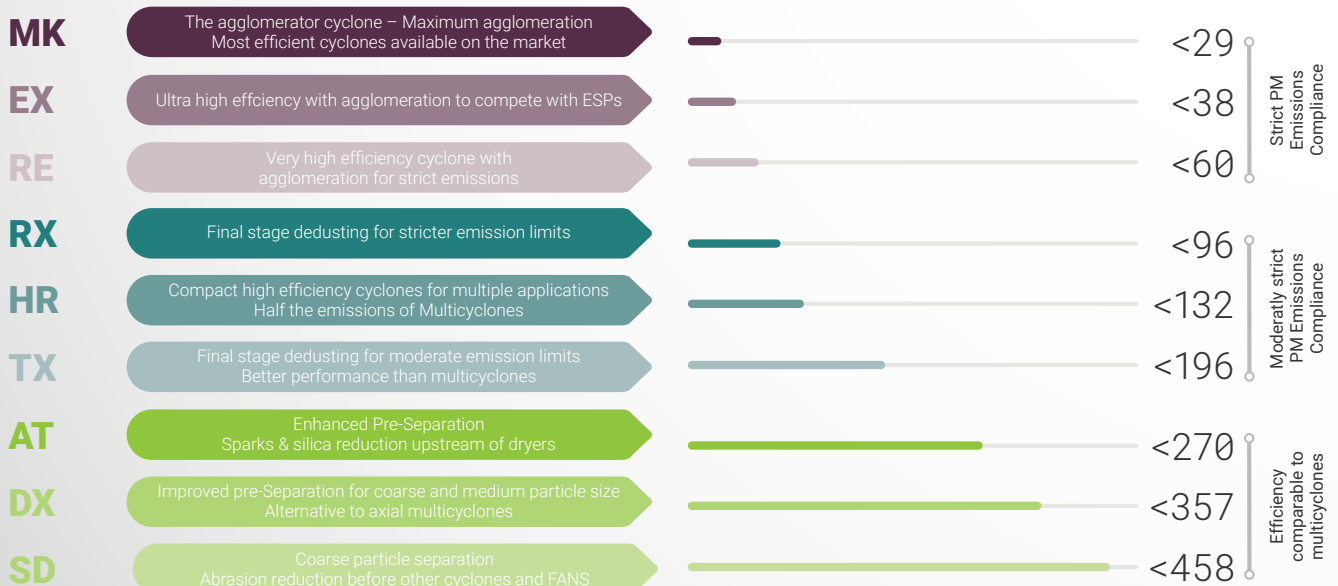 MK
The agglomerator cyclone – Maximum agglomeration
Most efficient cyclones available on the market
<29
EX
Ultra high effciency with agglomeration to compete with ESPs
<38
RE
Very high efficiency cyclone with
agglomeration for strict emissions
<60
Strict PM
Emissions
Compliance
RX
Final stage dedusting for stricter emission limits
<96
HR
Compact high efficiency cyclones for multiple applications
Half the emissions of Multicyclones
<132
TX
Final stage dedusting for moderate emission limits
Better performance than multicyclones
<196
Moderatly strict
PM Emissions
Compliance
AT
Enhanced Pre-Separation
Sparks & silica reduction upstream of dryers
<270
DX
Improved pre-Separation for coarse and medium particle size
Alternative to axial multicyclones
<357
SD
Coarse particle separation
Abrasion reduction before other cyclones and FANS
<458
Efficiency
comparable to
multicyclones